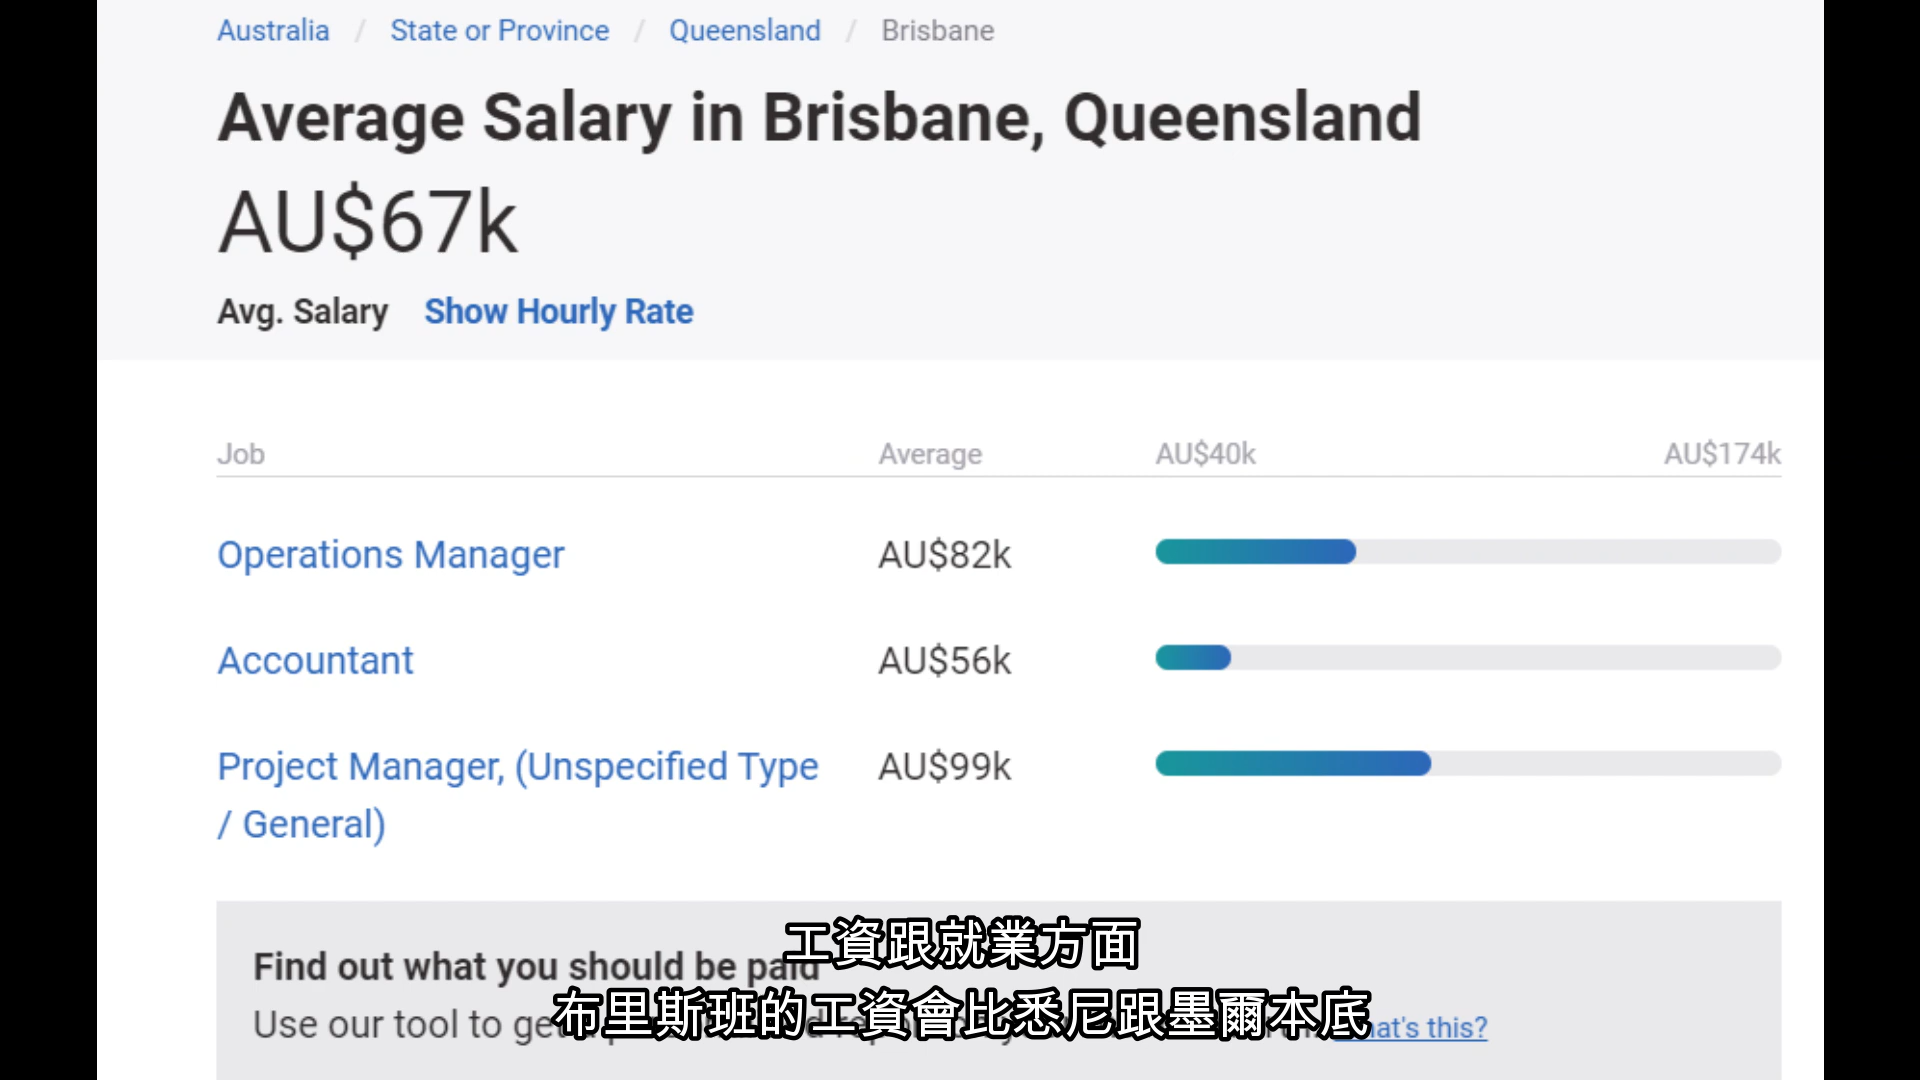 Australia / State or Province / Queensland / Brisbane
Average Salary in Brisbane, Queensland
AU$67k
Avg. Salary Show Hourly Rate
Job Average AU$40k AU$174k
Operations Manager AU$82k
Accountant AU$56k
Project Manager, (Unspecified Type AU$99k
/ General)
工資跟就業方面
Find out what you should be paid
布里斯班的工資會比悉尼跟墨爾本底
Use our tool to get